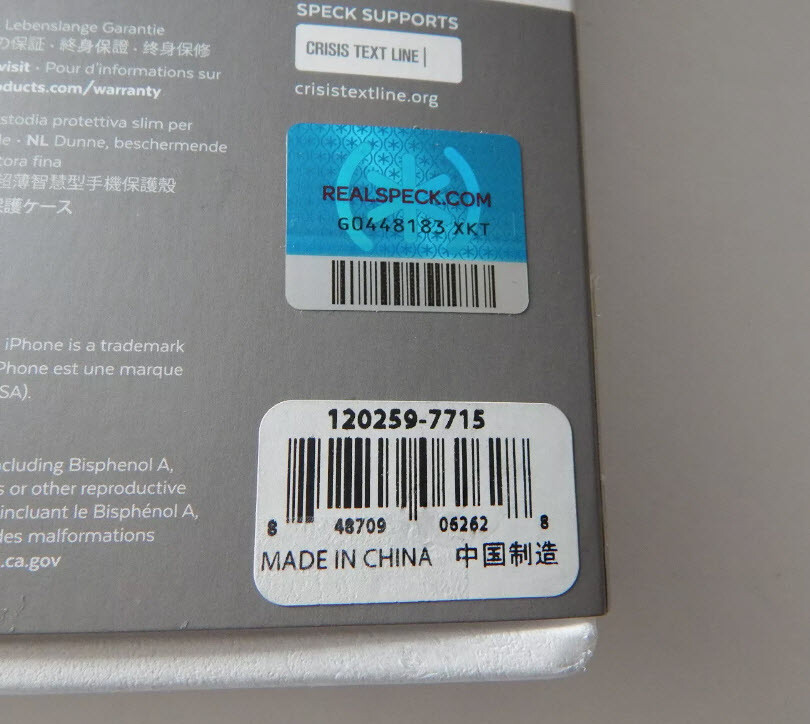 Lebenslange Garantie
の保証・終身保證・终身保修
visit · Pour d'informations sur
oducts.com/warranty
stodia protettiva slim per
le · NL Dunne, beschermende
tora fina
超薄智慧型手機保護殼
保護ケース
iPhone is a trademark
Phone est une marque
SA).
ncluding Bisphenol A,
s or other reproductive
incluant le Bisphénol A,
des malformations
.ca.gov
SPECK SUPPORTS
CRISIS TEXT LINE |
crisistextline.org
REALSPECK.COM
G0448183 XKT
120259-7715
8 48709 06262 8
MADE IN CHINA 中国制造